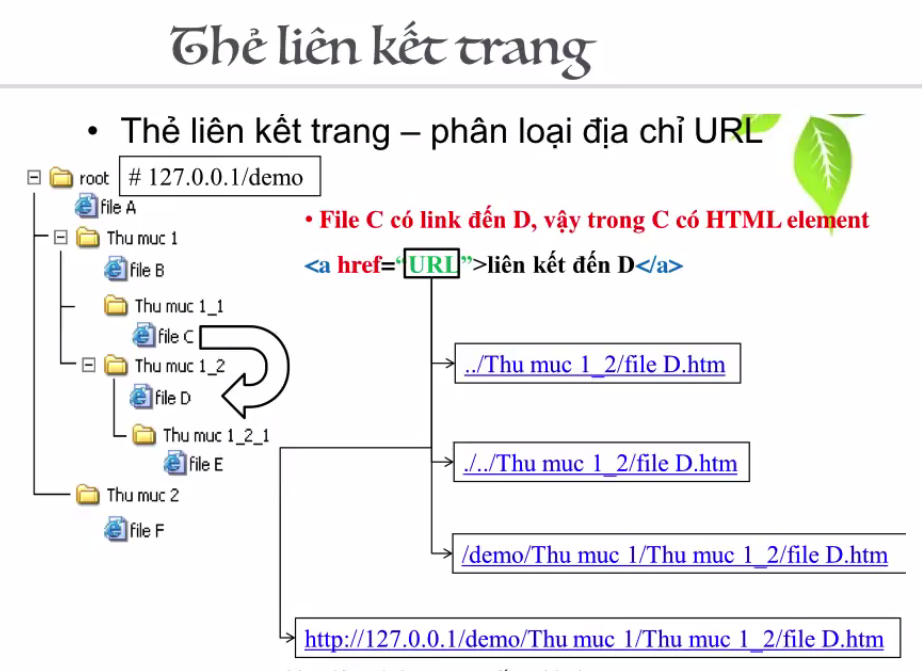 Thẻ liên kết trang
• Thẻ liên kết trang – phân loại địa chỉ URL
root
# 127.0.0.1/demo
file A
Thu muc 1
file B
Thu muc 1_1
file C
Thu muc 1_2
file D
Thu muc 1_2_1
file E
Thu muc 2
file F
• File C có link đến D, vậy trong C có HTML element
<a href=“URL”>liên kết đến D</a>
../Thu muc 1_2/file D.htm
./../Thu muc 1_2/file D.htm
/demo/Thu muc 1/Thu muc 1_2/file D.htm
http://127.0.0.1/demo/Thu muc 1/Thu muc 1_2/file D.htm